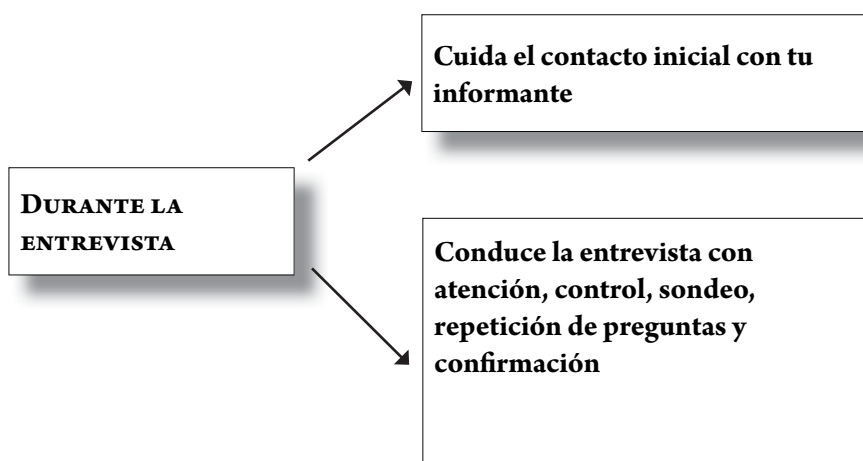 Cuida el contacto inicial con tu
informante
DURANTE LA
ENTREVISTA
Conduce la entrevista con
atención, control, sondeo,
repetición de preguntas y
confirmación